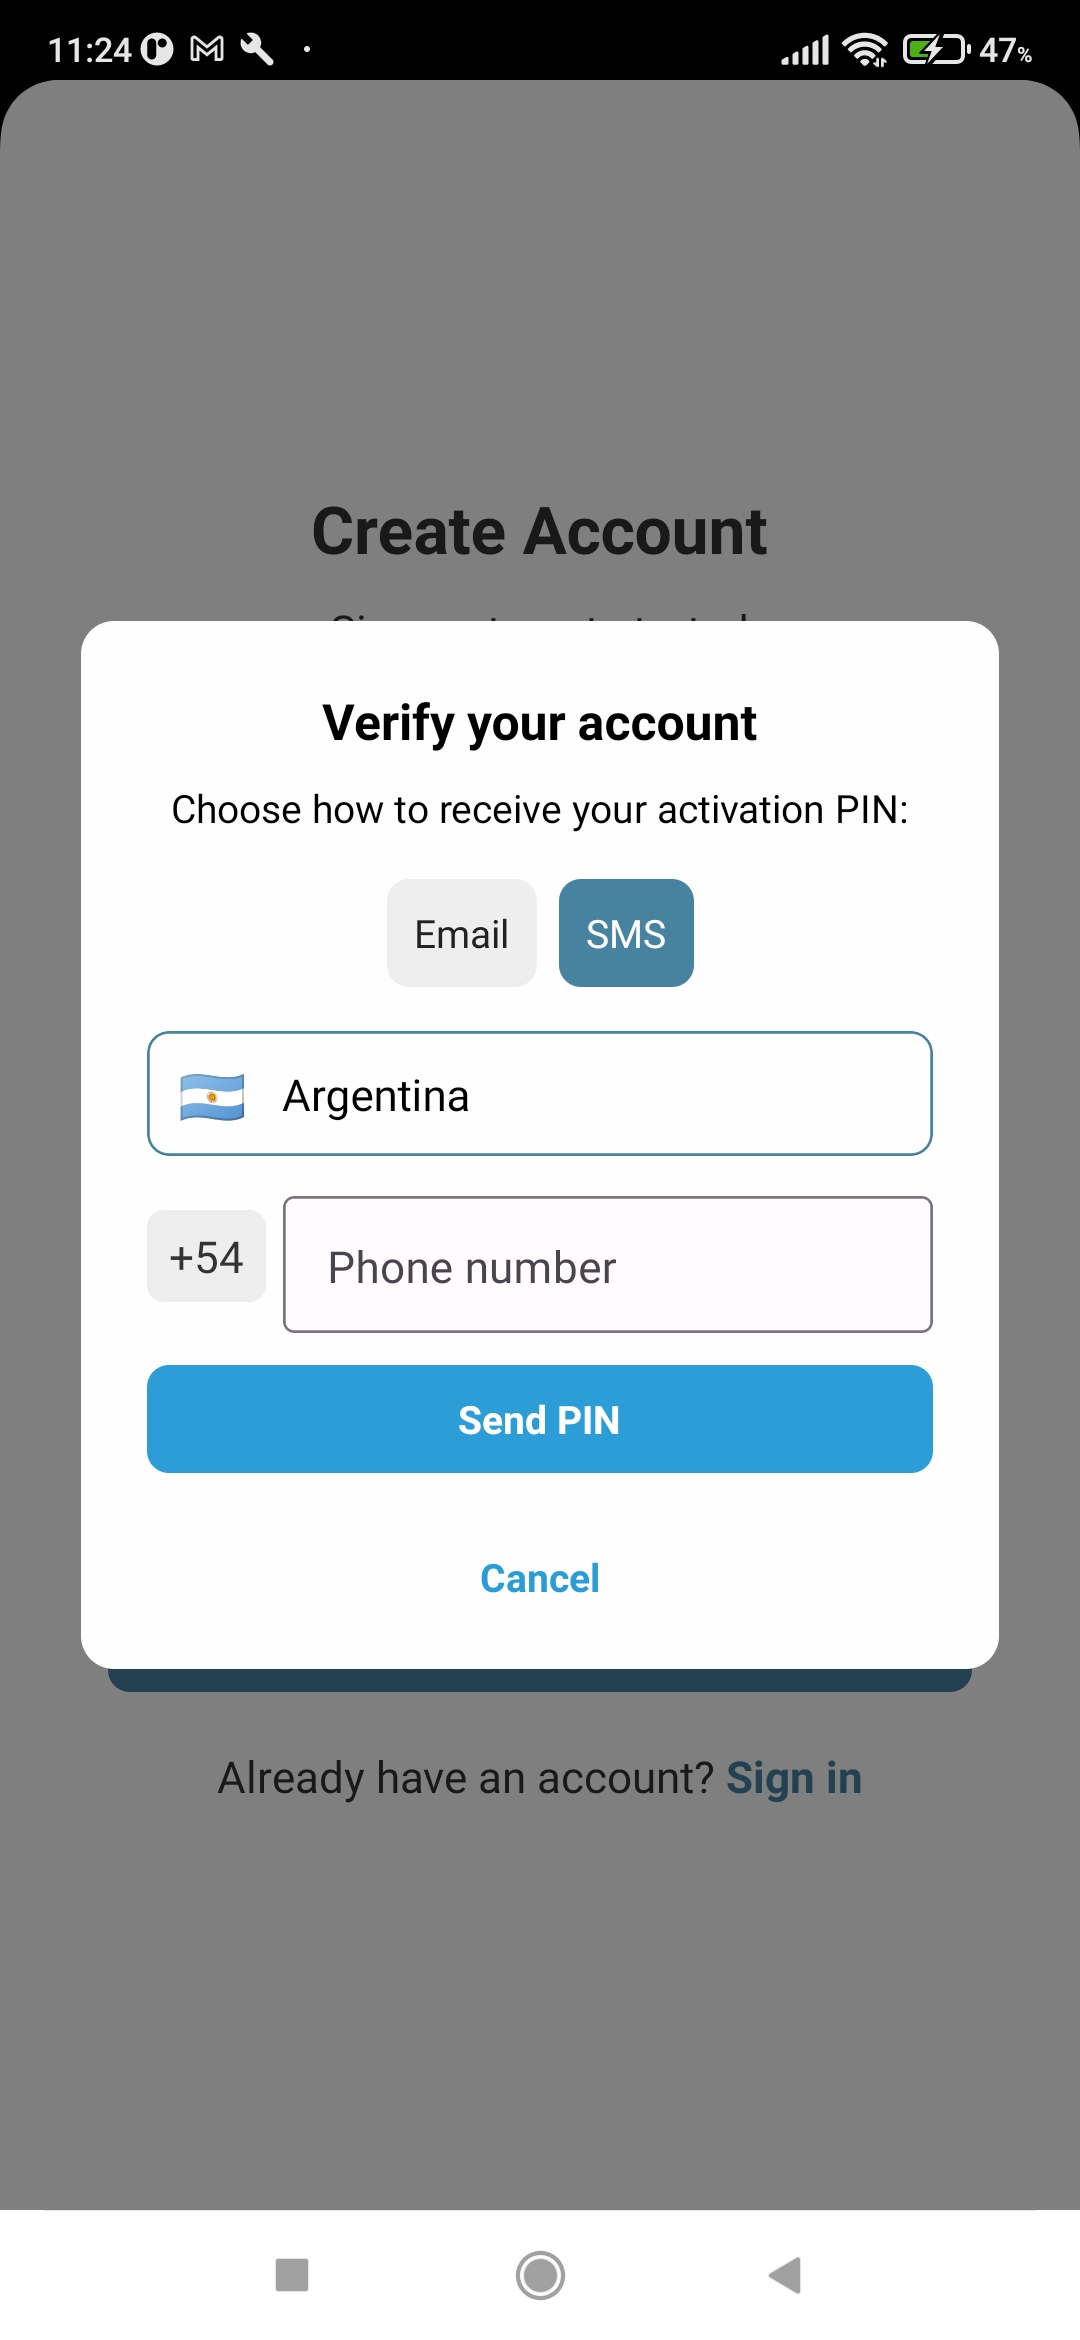 11:24
47%
Create Account
Verify your account
Choose how to receive your activation PIN:
Email SMS
Argentina
+54 Phone number
Send PIN
Cancel
Already have an account? Sign in